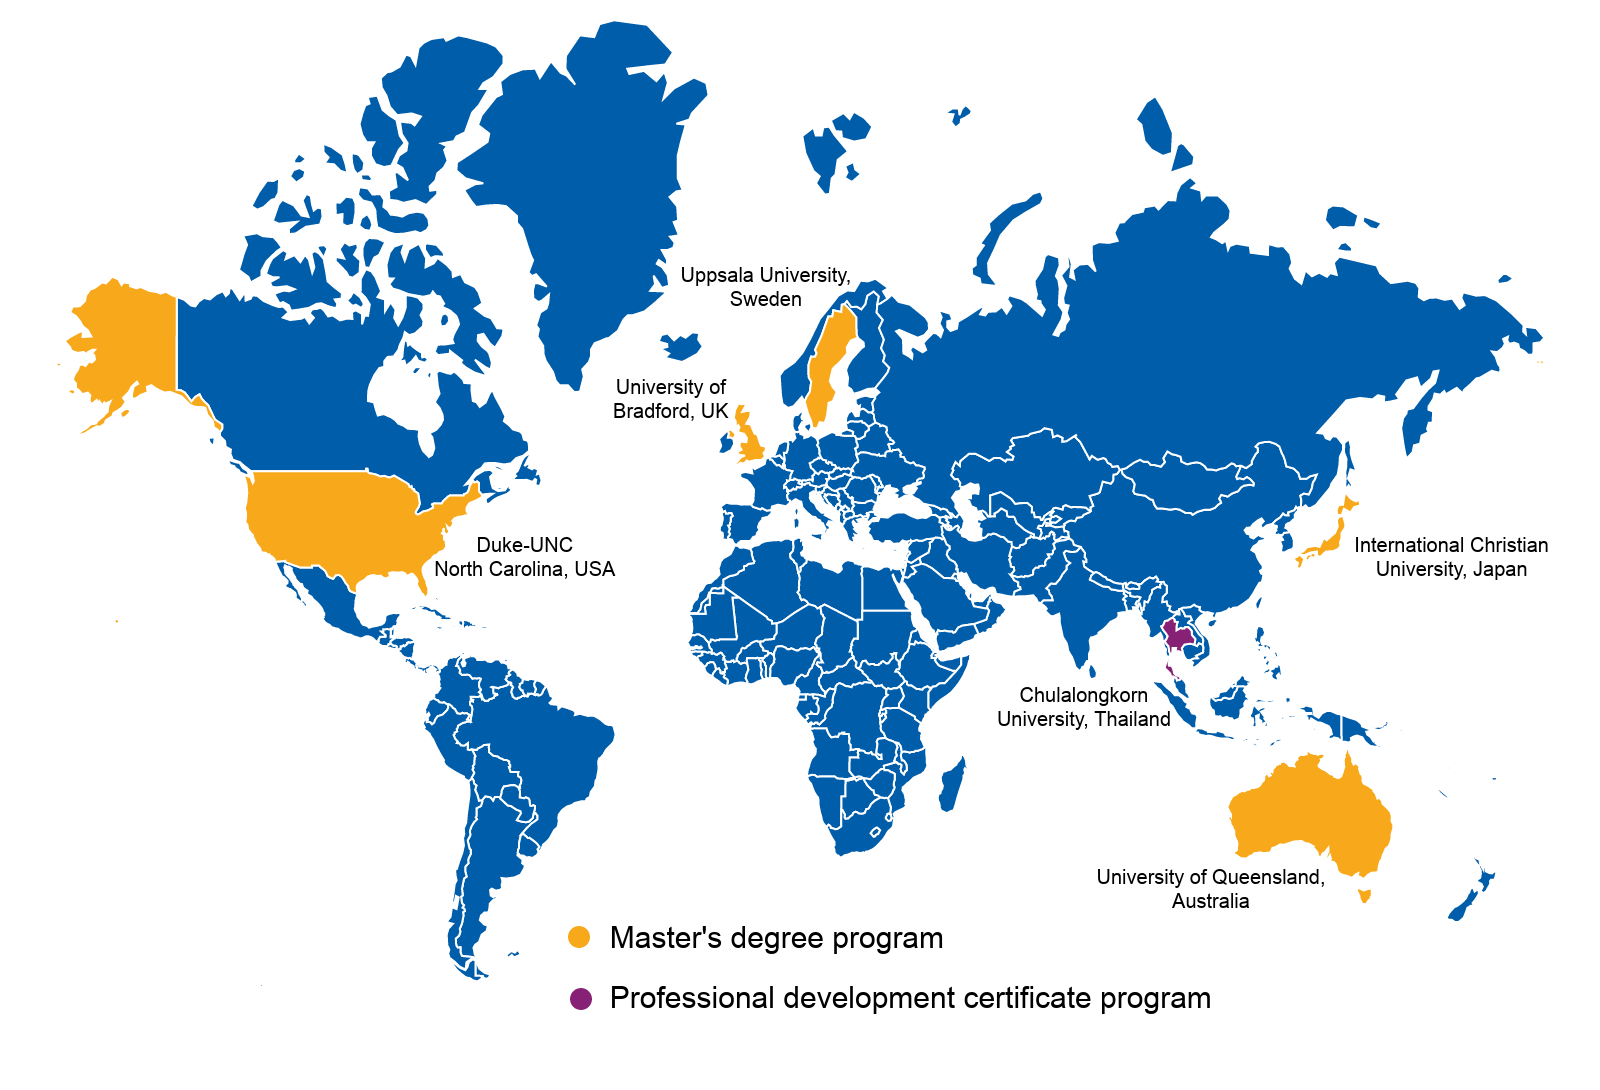 Uppsala University,
Sweden
University of
Bradford, UK
Duke-UNC
North Carolina, USA
International Christian
University, Japan
Chulalongkorn
University, Thailand
University of Queensland,
Australia
Master's degree program
Professional development certificate program